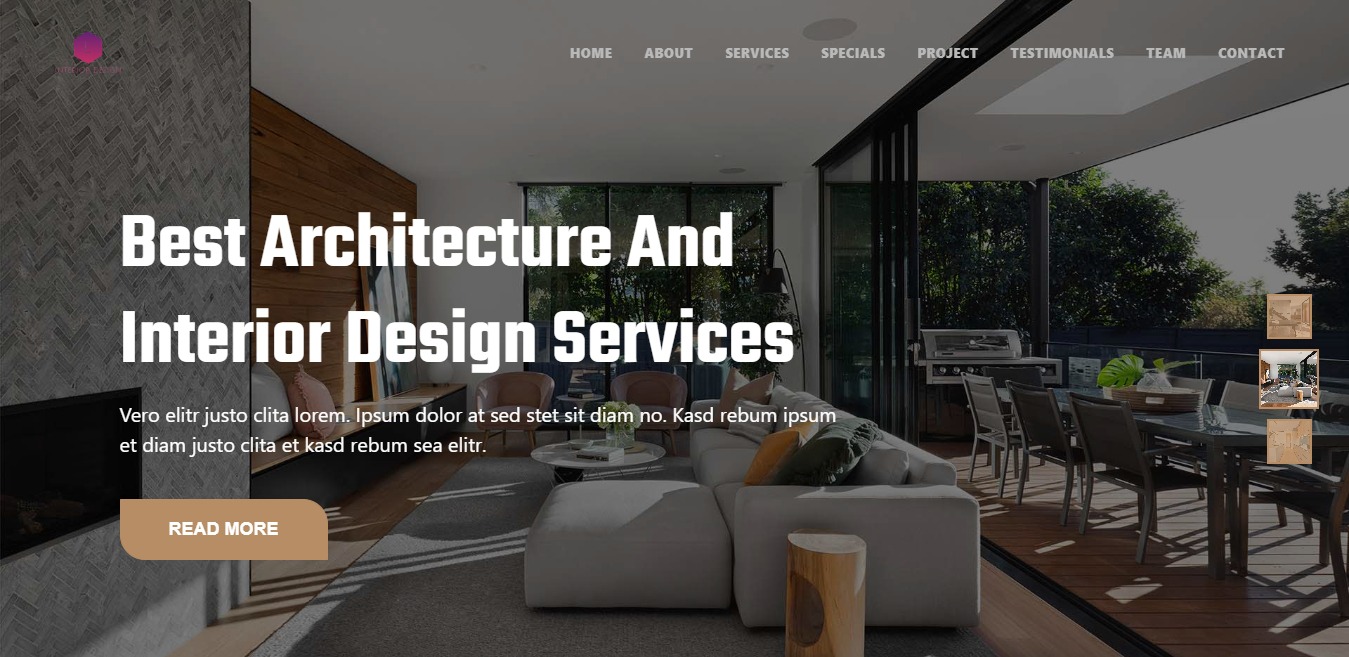 HOME ABOUT SERVICES SPECIALS PROJECT TESTIMONIALS TEAM CONTACT
Best Architecture And
Interior Design Services
Vero elitr justo clita lorem. Ipsum dolor at sed stet sit diam no. Kasd rebum ipsum
et diam justo clita et kasd rebum sea elitr.
READ MORE